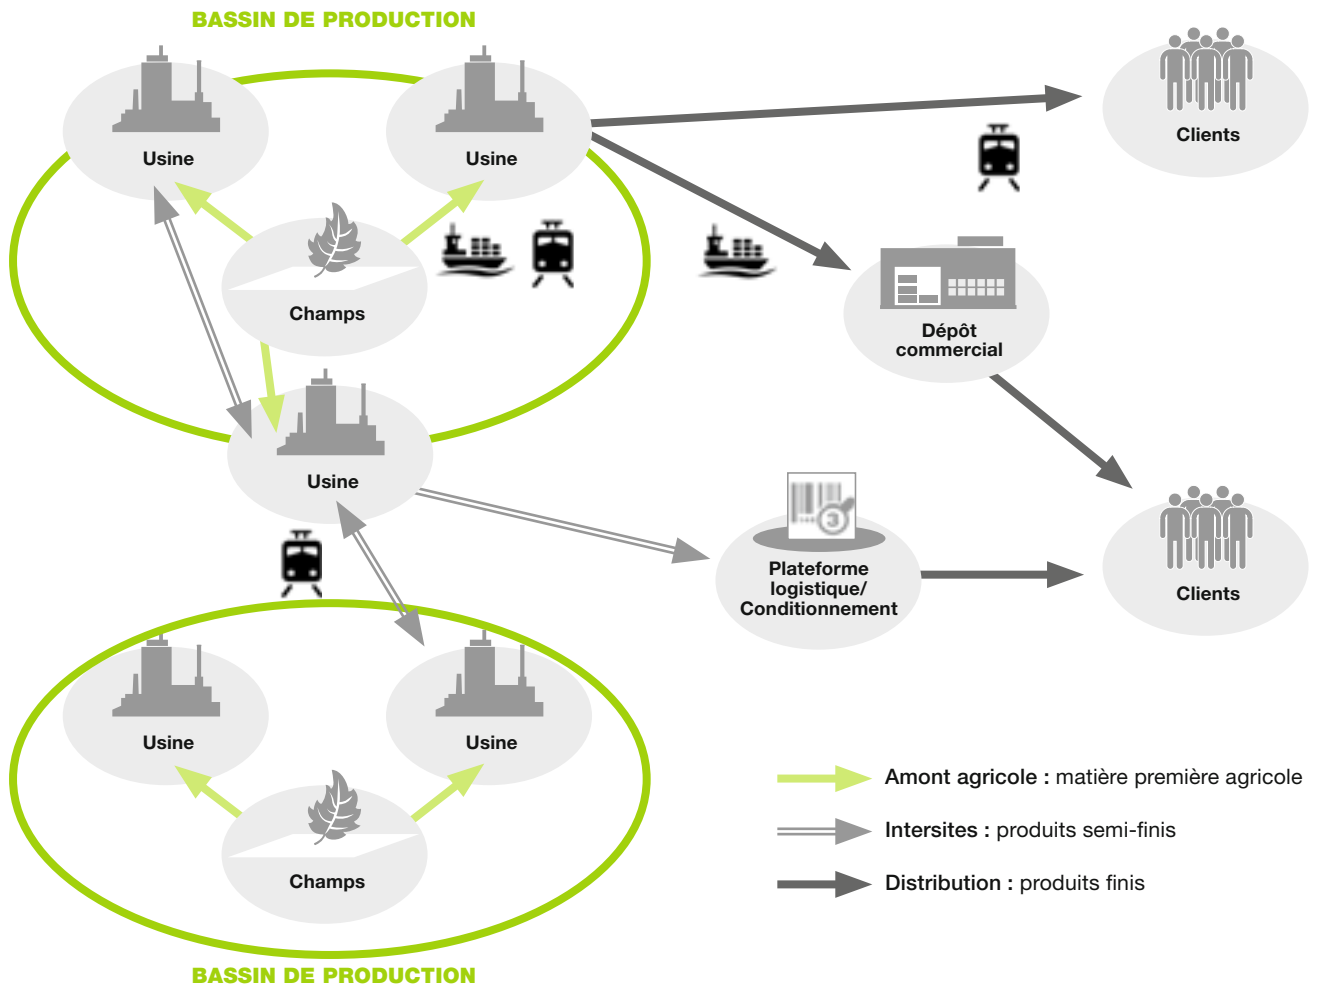 BASSIN DE PRODUCTION
Usine
Usine
Clients
Champs
Dépôt
commercial
Usine
3
Plateforme
logistique/
Conditionnement
Clients
Usine
Usine
Champs
Amont agricole : matière première agricole
Intersites : produits semi-finis
Distribution : produits finis
BASSIN DE PRODUCTION